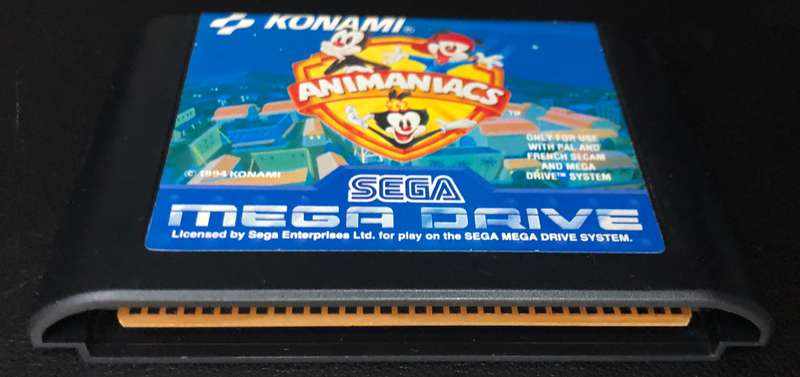 KONAMI®
ANIMANIACS
TM
ONLY FOR USE
WITH PAL AND
FRENCH SECAM
AND MEGA
DRIVE™ SYSTEM
© 1994 KONAMI
SEGA
MEGA DRIVE
Licensed by Sega Enterprises Ltd. for play on the SEGA MEGA DRIVE SYSTEM.